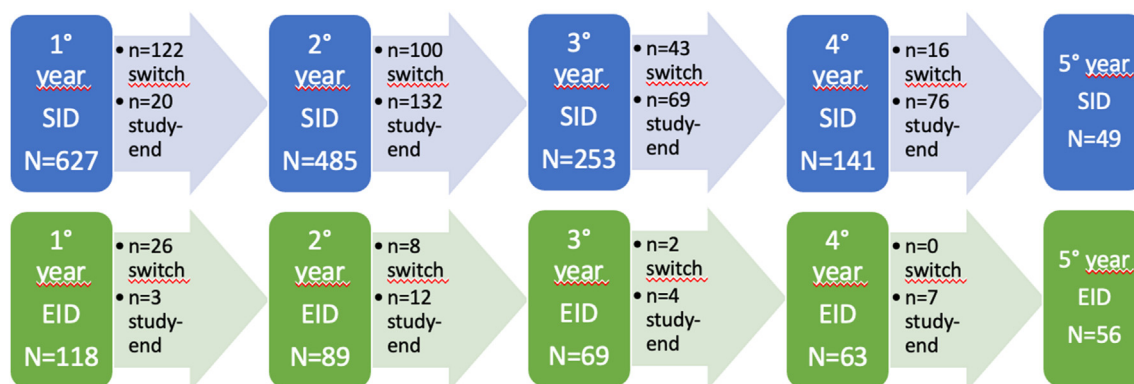 1°
year
SID
N=627
• n=122
switch
• n=20
study-
end
2°
year
SID
N=485
• n=100
switch
• n=132
study-
end
3°
year
SID
N=253
• n=43
switch
• n=69
study-
end
4°
year
SID
N=141
• n=16
switch
• n=76
study-
end
5° year
SID
N=49
1°
year
EID
N=118
• n=26
switch
• n=3
study-
end
2°
year
EID
N=89
• n=8
switch
• n=12
study-
end
3°
year
EID
N=69
• n=2
switch
• n=4
study-
end
4°
year
EID
N=63
• n=0
switch
• n=7
study-
end
5° year
EID
N=56